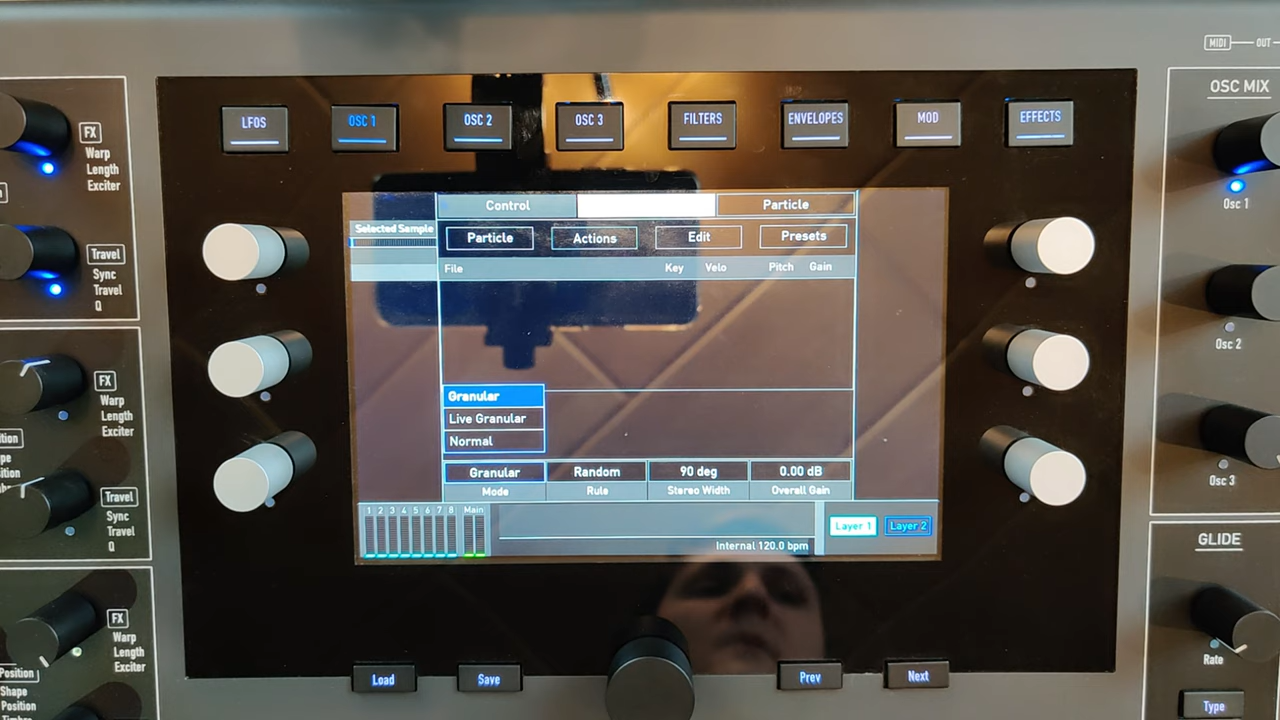 MIDI OUT
OSC MIX
LFOS OSC 1 OSC 2 OSC 3 FILTERS ENVELOPES MOD EFFECTS
FX
Warp
Length
Exciter
Osc 1
Control Particle
Selected Sample
Particle Actions Edit Presets
File Key Velo Pitch Gain
Travel
Sync
Travel
Q
Osc 2
FX
Warp
Length
Exciter
Granular
Live Granular
Normal
Granular Random 90 deg 0.00 dB
Mode Rule Stereo Width Overall Gain
Osc 3
Travel
Sync
Travel
Q
1 2 3 4 5 6 7 8 Main
Layer 1 Layer 2
Internal 120.0 bpm
GLIDE
FX
Warp
Length
Exciter
Rate
Position
Shape
Position
Load Save Prev Next
Type